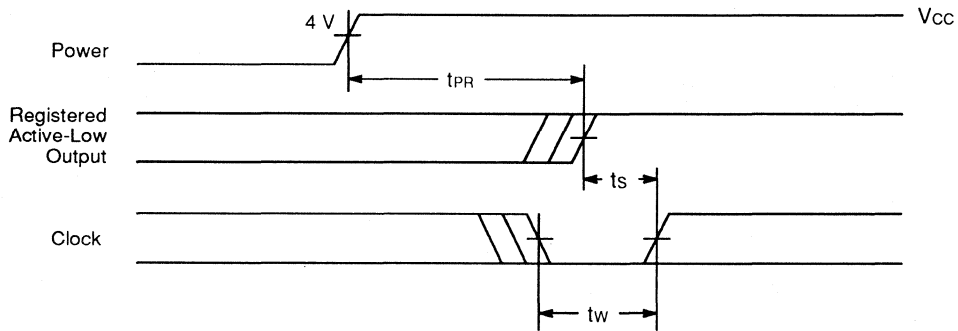 4 V
VCC
Power
tPR
Registered
Active-Low
Output
tS
Clock
tW